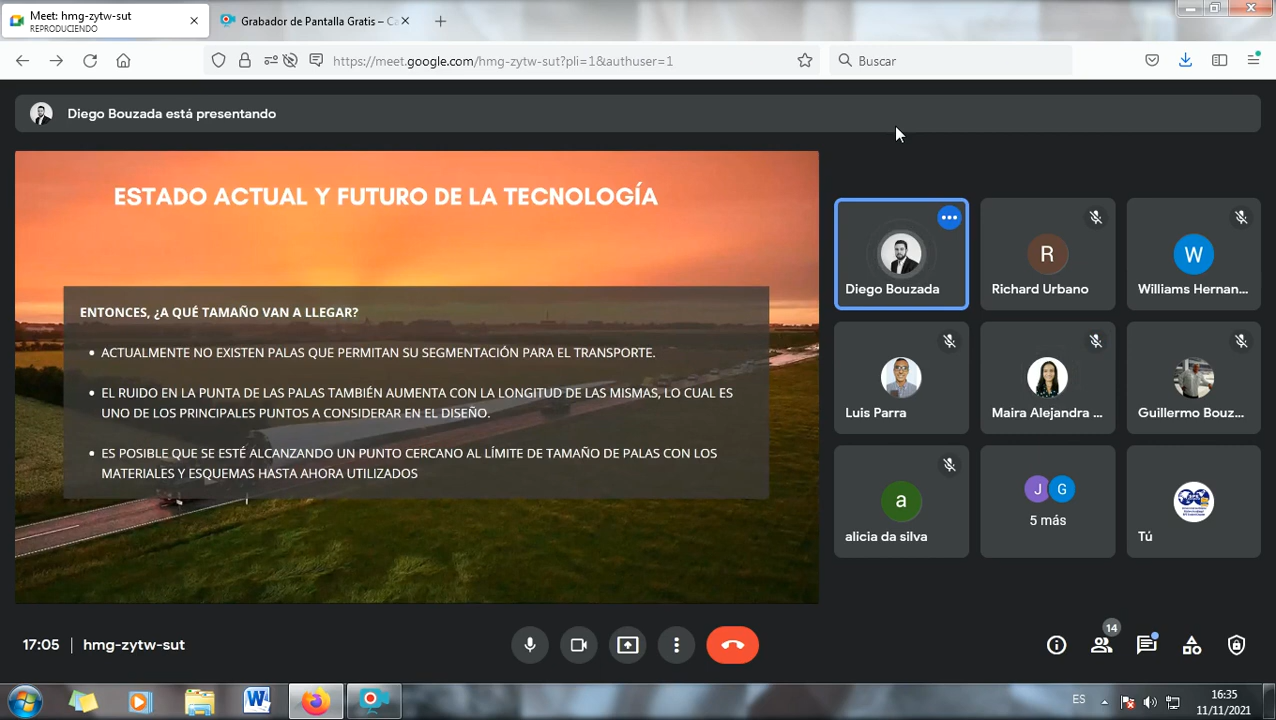 Meet: hmg-zytw-sut
REPRODUCIENDO
Grabador de Pantalla Gratis – Ca
https://meet.google.com/hmg-zytw-sut?pli=1&authuser=1
Buscar
Diego Bouzada está presentando
ESTADO ACTUAL Y FUTURO DE LA TECNOLOGÍA
ENTONCES, ¿A QUÉ TAMAÑO VAN A LLEGAR?
• ACTUALMENTE NO EXISTEN PALAS QUE PERMITAN SU SEGMENTACIÓN PARA EL TRANSPORTE.
• EL RUIDO EN LA PUNTA DE LAS PALAS TAMBIÉN AUMENTA CON LA LONGITUD DE LAS MISMAS, LO CUAL ES
UNO DE LOS PRINCIPALES PUNTOS A CONSIDERAR EN EL DISEÑO.
• ES POSIBLE QUE SE ESTÉ ALCANZANDO UN PUNTO CERCANO AL LÍMITE DE TAMAÑO DE PALAS CON LOS
MATERIALES Y ESQUEMAS HASTA AHORA UTILIZADOS
Diego Bouzada
R
Richard Urbano
W
Williams Hernan...
Luis Parra
Maira Alejandra ...
Guillermo Bouz...
a
alicia da silva
J G
5 más
Tú
17:05 | hmg-zytw-sut
14
ES
16:35
11/11/2021